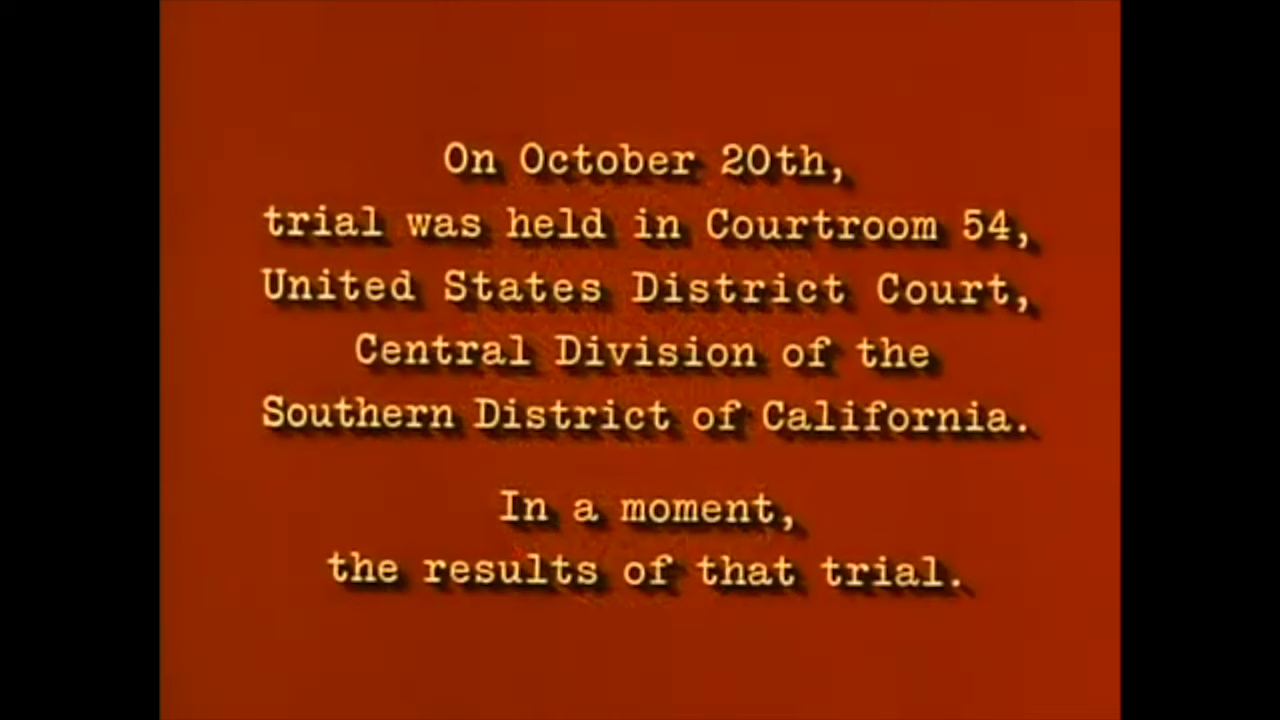 On October 20th,
trial was held in Courtroom 54,
United States District Court,
Central Division of the
Southern District of California.
In a moment,
the results of that trial.